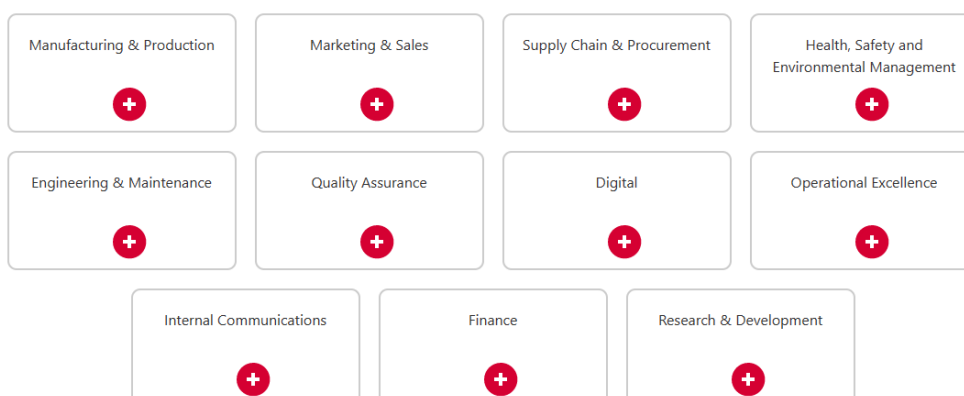 Manufacturing & Production
Marketing & Sales
Supply Chain & Procurement
Health, Safety and
Environmental Management
Engineering & Maintenance
Quality Assurance
Digital
Operational Excellence
Internal Communications
Finance
Research & Development